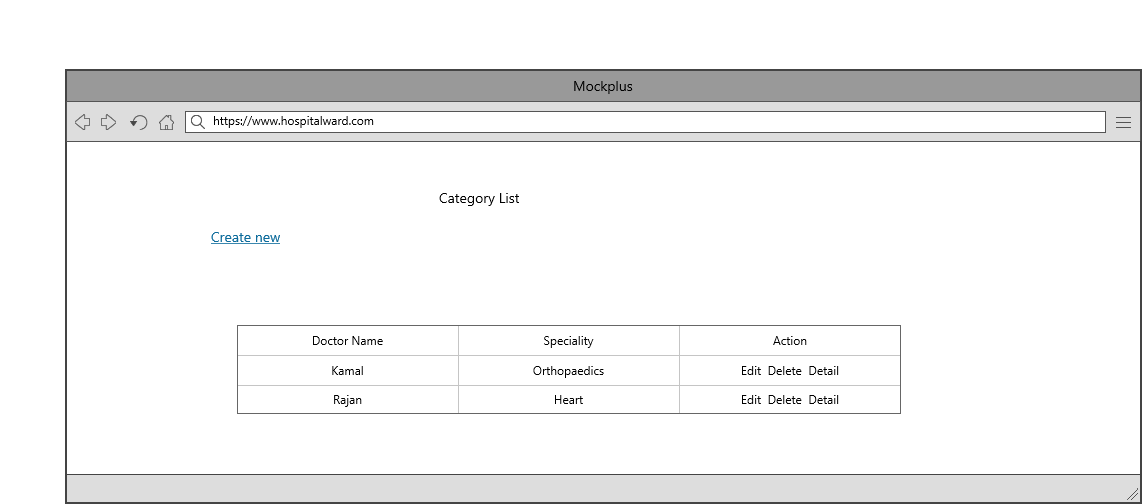 Mockplus
https://www.hospitalward.com
Category List
Create new
Doctor Name Speciality Action
Kamal Orthopaedics Edit Delete Detail
Rajan Heart Edit Delete Detail